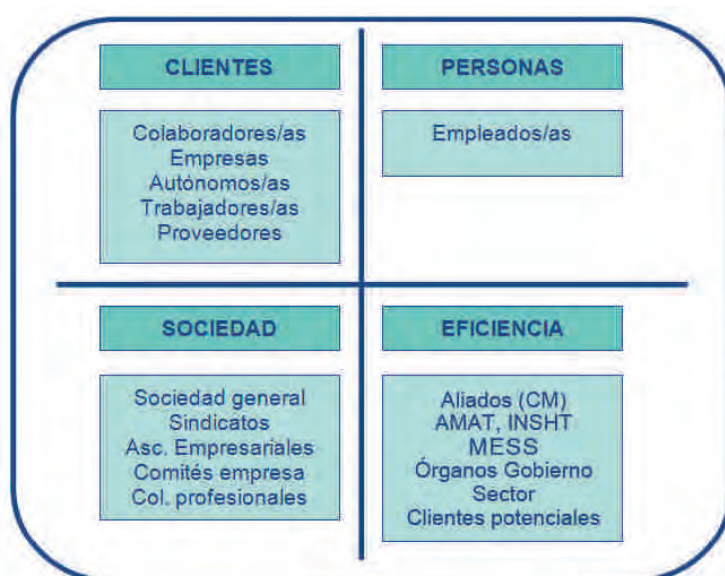 CLIENTES
Colaboradores/as
Empresas
Autónomos/as
Trabajadores/as
Proveedores
PERSONAS
Empleados/as
SOCIEDAD
Sociedad general
Sindicatos
Asc. Empresariales
Comités empresa
Col. profesionales
EFICIENCIA
Aliados (CM)
AMAT, INSHT
MESS
Órganos Gobierno
Sector
Clientes potenciales